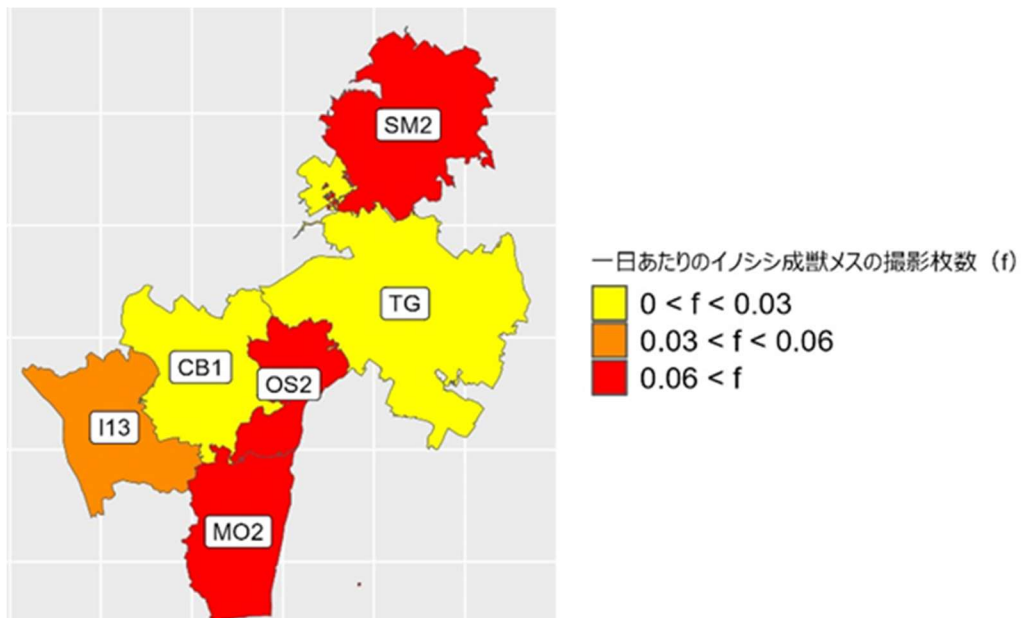 SM2
TG
CB1
OS2
I13
MO2
一日あたりのイノシシ成獣メスの撮影枚数（f）
0 < f < 0.03
0.03 < f < 0.06
0.06 < f